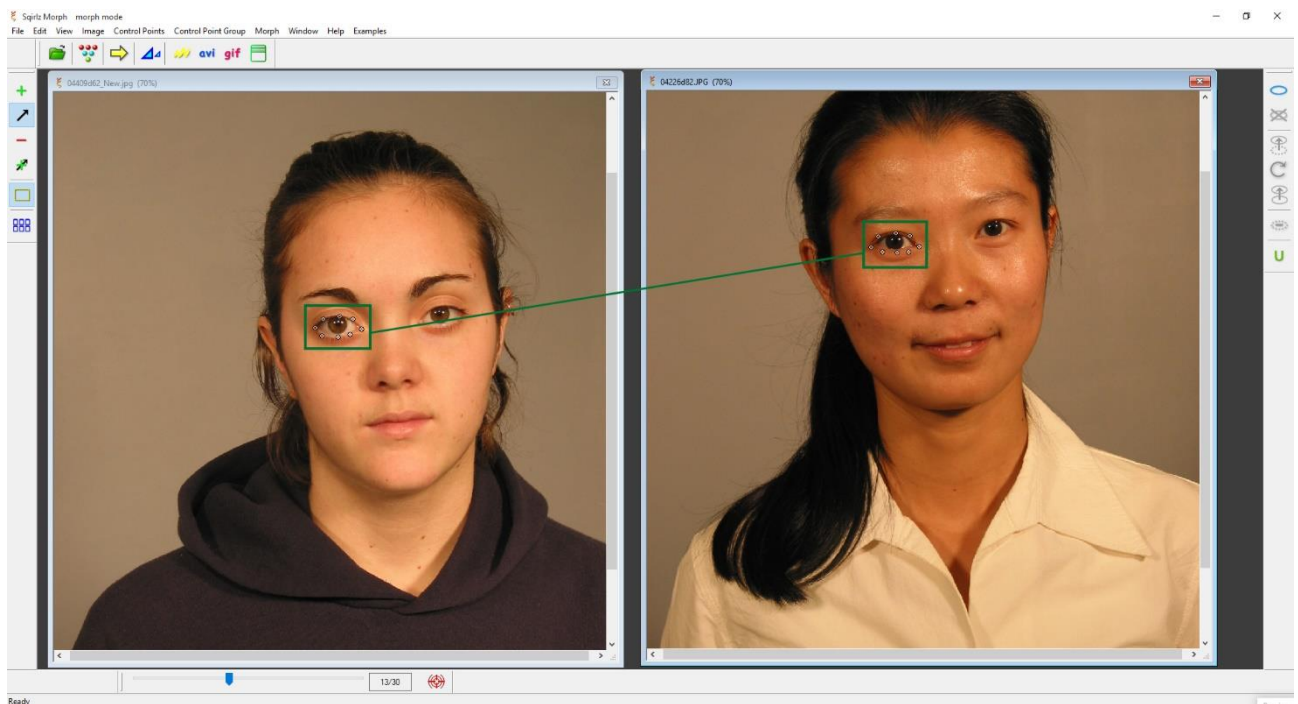 Sqirlz Morph morph mode
File Edit View Image Control Points Control Point Group Morph Window Help Examples
avi gif
04409d62_New.jpg (70%)
04226d82.JPG (70%)
U
13/30
Ready